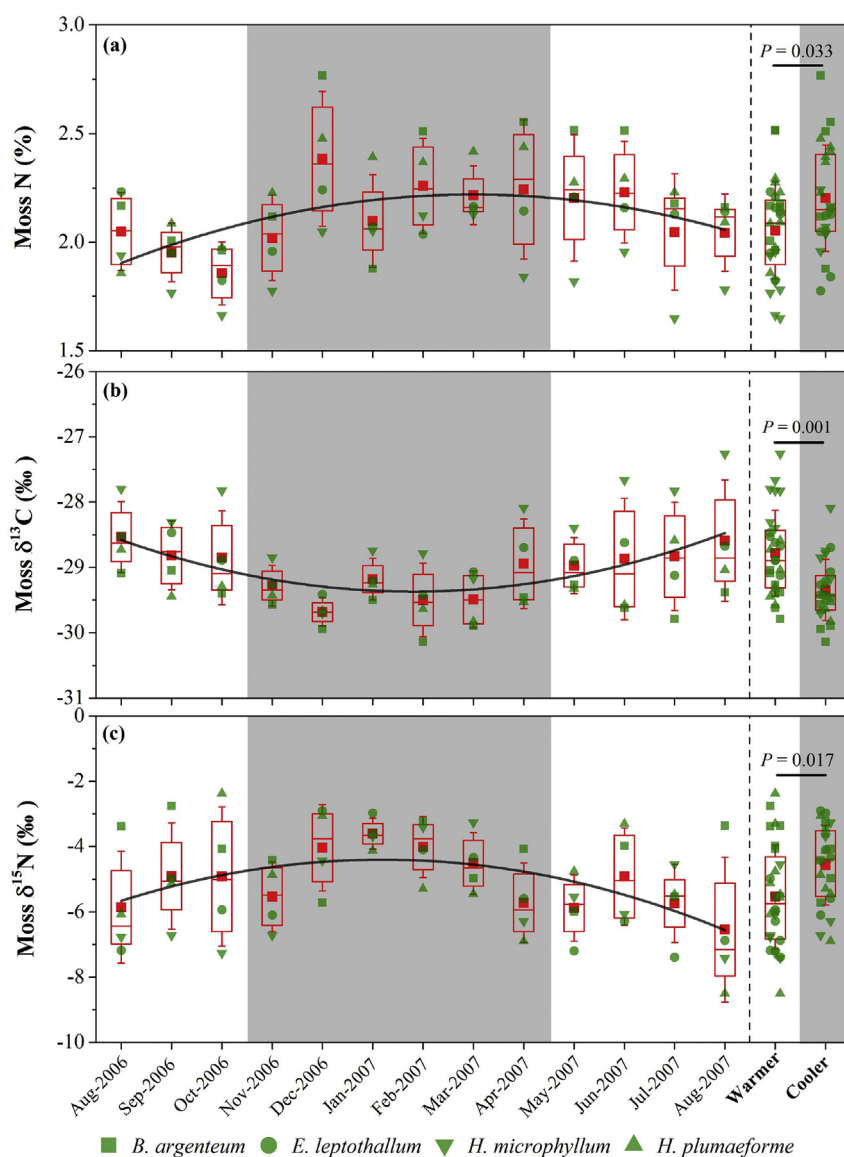 (a)
P = 0.033
Moss N (%)
3.0
2.5
2.0
1.5
(b)
P = 0.001
Moss δ¹³C (‰)
-26
-27
-28
-29
-30
-31
(c)
P = 0.017
Moss δ¹⁵N (‰)
0
-2
-4
-6
-8
-10
Aug-2006
Sep-2006
Oct-2006
Nov-2006
Dec-2006
Jan-2007
Feb-2007
Mar-2007
Apr-2007
May-2007
Jun-2007
Jul-2007
Aug-2007
Warmer
Cooler
B. argenteum E. leptothallum H. microphyllum H. plumaeforme